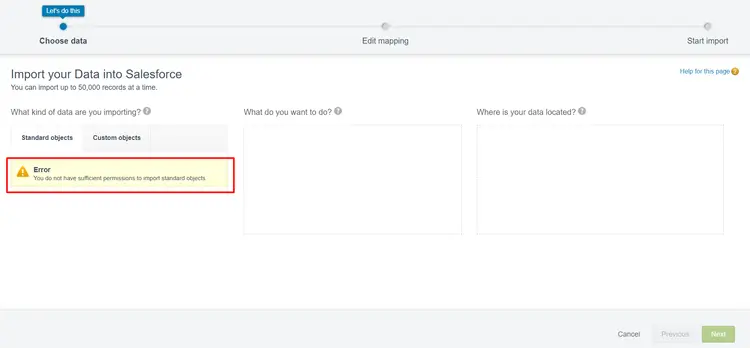 Let's do this
Choose data
Edit mapping
Start import
Import your Data into Salesforce
Help for this page ?
You can import up to 50,000 records at a time.
What kind of data are you importing? ?
What do you want to do? ?
Where is your data located? ?
Standard objects
Custom objects
Error
You do not have sufficient permissions to import standard objects.
Cancel
Previous
Next